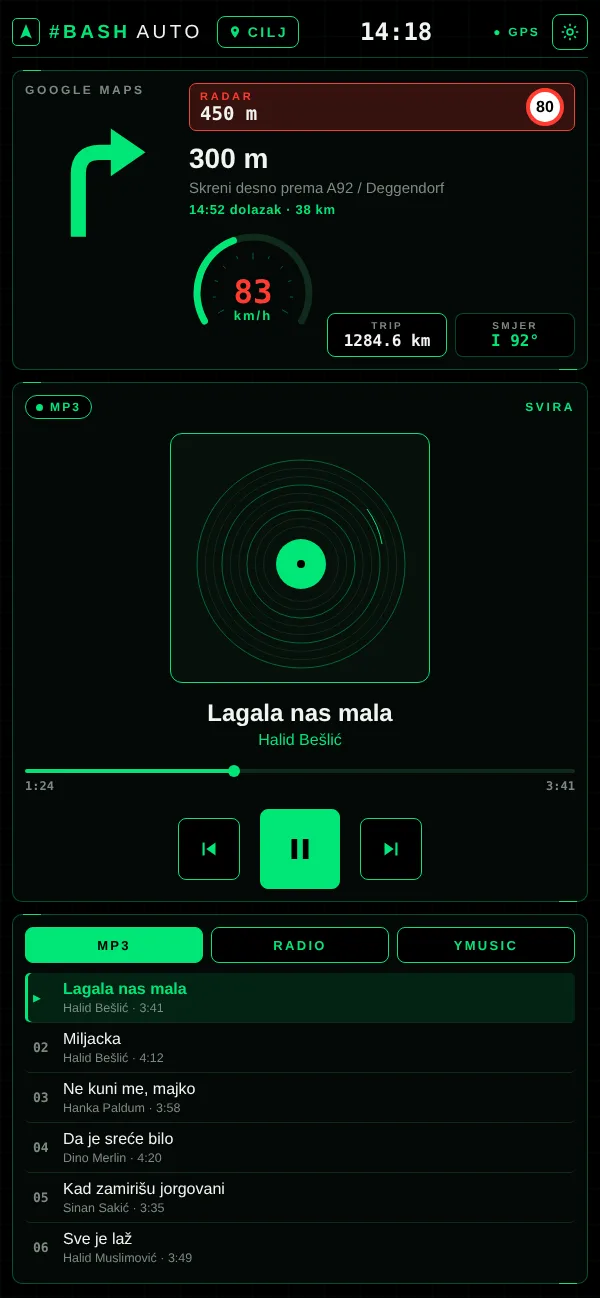 #BASH AUTO CILJ 14:18 ● GPS
GOOGLE MAPS
RADAR
450 m
80
300 m
Skreni desno prema A92 / Deggendorf
14:52 dolazak · 38 km
83
km/h
TRIP
1284.6 km
SMJER
I 92°
MP3
SVIRA
Lagala nas mala
Halid Bešlić
1:24 3:41
MP3 RADIO YMUSIC
Lagala nas mala
Halid Bešlić · 3:41
02 Miljacka
Halid Bešlić · 4:12
03 Ne kuni me, majko
Hanka Paldum · 3:58
04 Da je sreće bilo
Dino Merlin · 4:20
05 Kad zamirišu jorgovani
Sinan Sakić · 3:35
06 Sve je laž
Halid Muslimović · 3:49